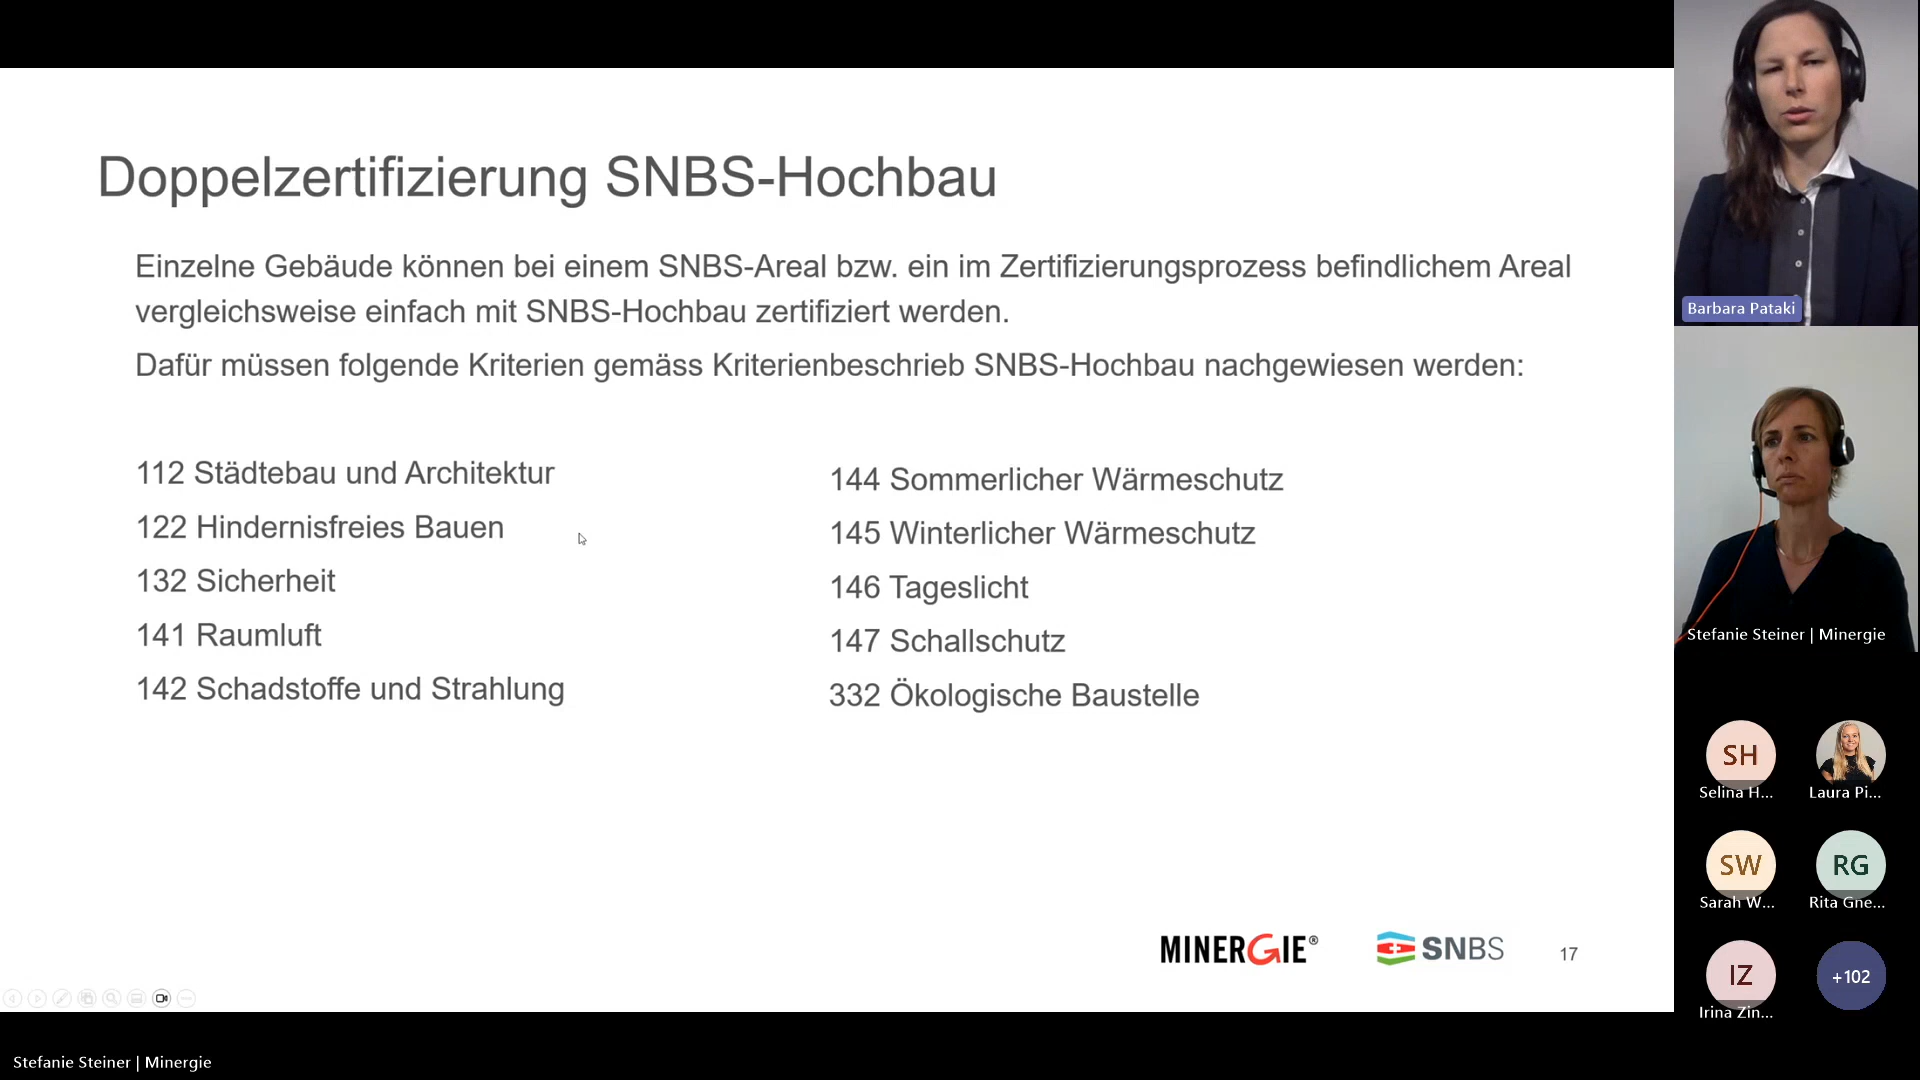 Doppelzertifizierung SNBS-Hochbau
Einzelne Gebäude können bei einem SNBS-Areal bzw. ein im Zertifizierungsprozess befindlichem Areal
vergleichsweise einfach mit SNBS-Hochbau zertifiziert werden.
Dafür müssen folgende Kriterien gemäss Kriterienbeschrieb SNBS-Hochbau nachgewiesen werden:
112 Städtebau und Architektur
122 Hindernisfreies Bauen
132 Sicherheit
141 Raumluft
142 Schadstoffe und Strahlung
144 Sommerlicher Wärmeschutz
145 Winterlicher Wärmeschutz
146 Tageslicht
147 Schallschutz
332 Ökologische Baustelle
MINERGIE®
SNBS
17
Barbara Pataki
Stefanie Steiner | Minergie
SH
Selina H...
Laura Pi...
SW
Sarah W...
RG
Rita Gne...
IZ
Irina Zin...
+102
Stefanie Steiner | Minergie